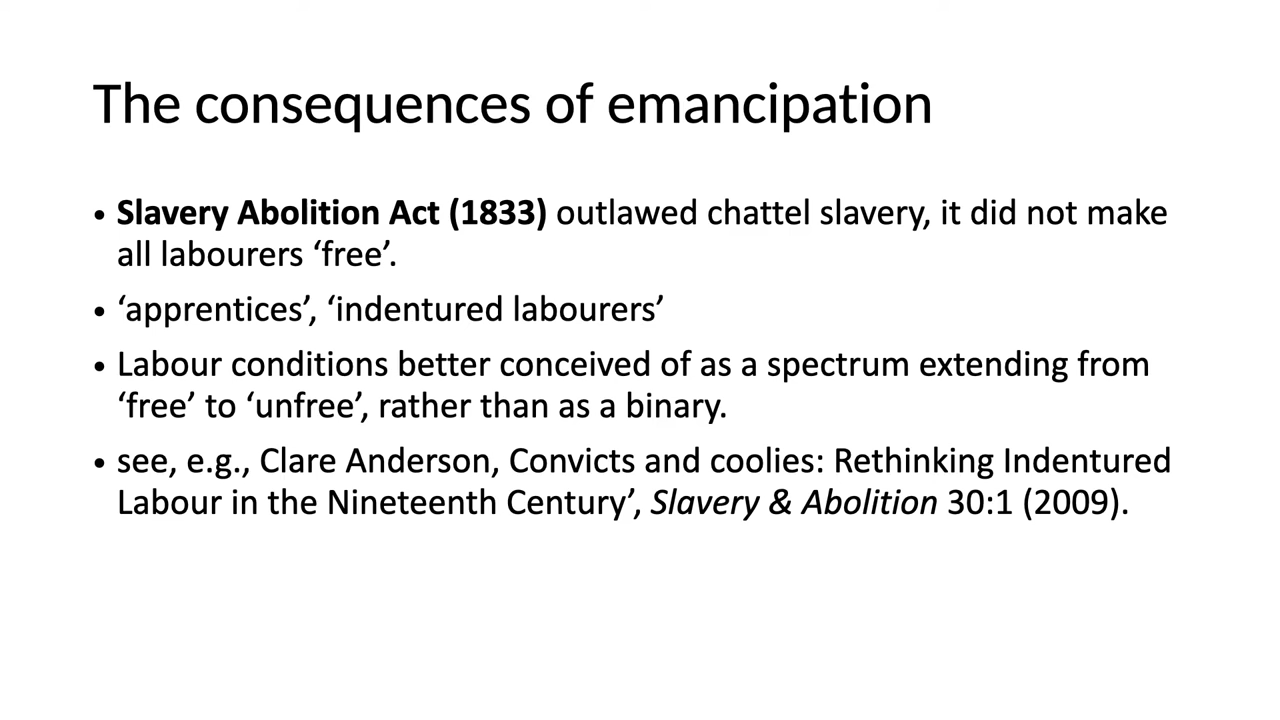 The consequences of emancipation
• Slavery Abolition Act (1833) outlawed chattel slavery, it did not make
all labourers ‘free’.
• ‘apprentices’, ‘indentured labourers’
• Labour conditions better conceived of as a spectrum extending from
‘free’ to ‘unfree’, rather than as a binary.
• see, e.g., Clare Anderson, Convicts and coolies: Rethinking Indentured
Labour in the Nineteenth Century’, Slavery & Abolition 30:1 (2009).